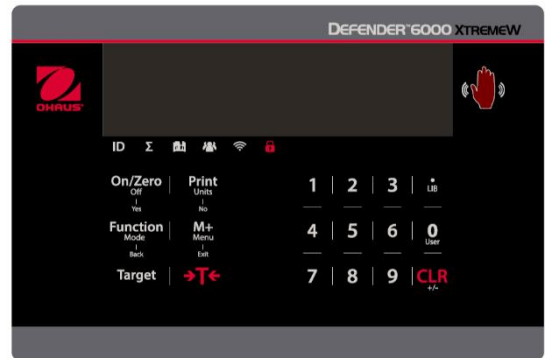 DEFENDER™6000 XTREMEW
OHAUS®
ID Σ
On/Zero Print 1 2 3 .
Off Units LIB
Yes No
Function M+ 4 5 6 0
Mode Menu User
Back Exit
Target →T← 7 8 9 CLR
+/-